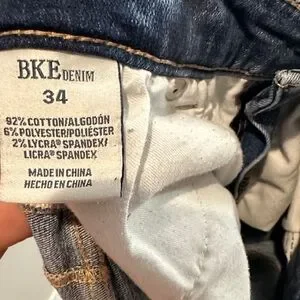 BKE DENIM
34
92% COTTON/ALGODÓN
6% POLYESTER/POLIÉSTER
2% LYCRA® SPANDEX/
LICRA® SPANDEX
MADE IN CHINA
HECHO EN CHINA